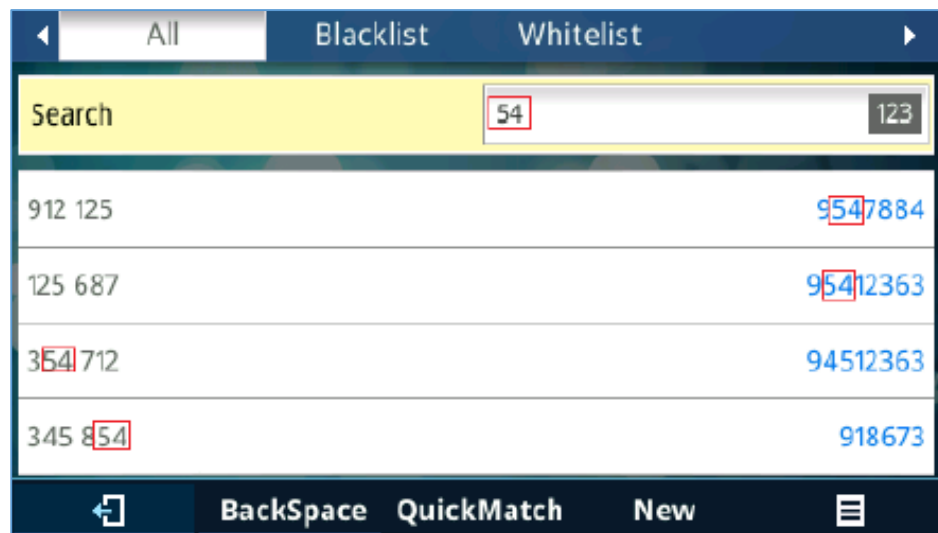 All Blacklist Whitelist
Search 54 123
912 125 9547884
125 687 95412363
354 712 94512363
345 854 918673
BackSpace QuickMatch New